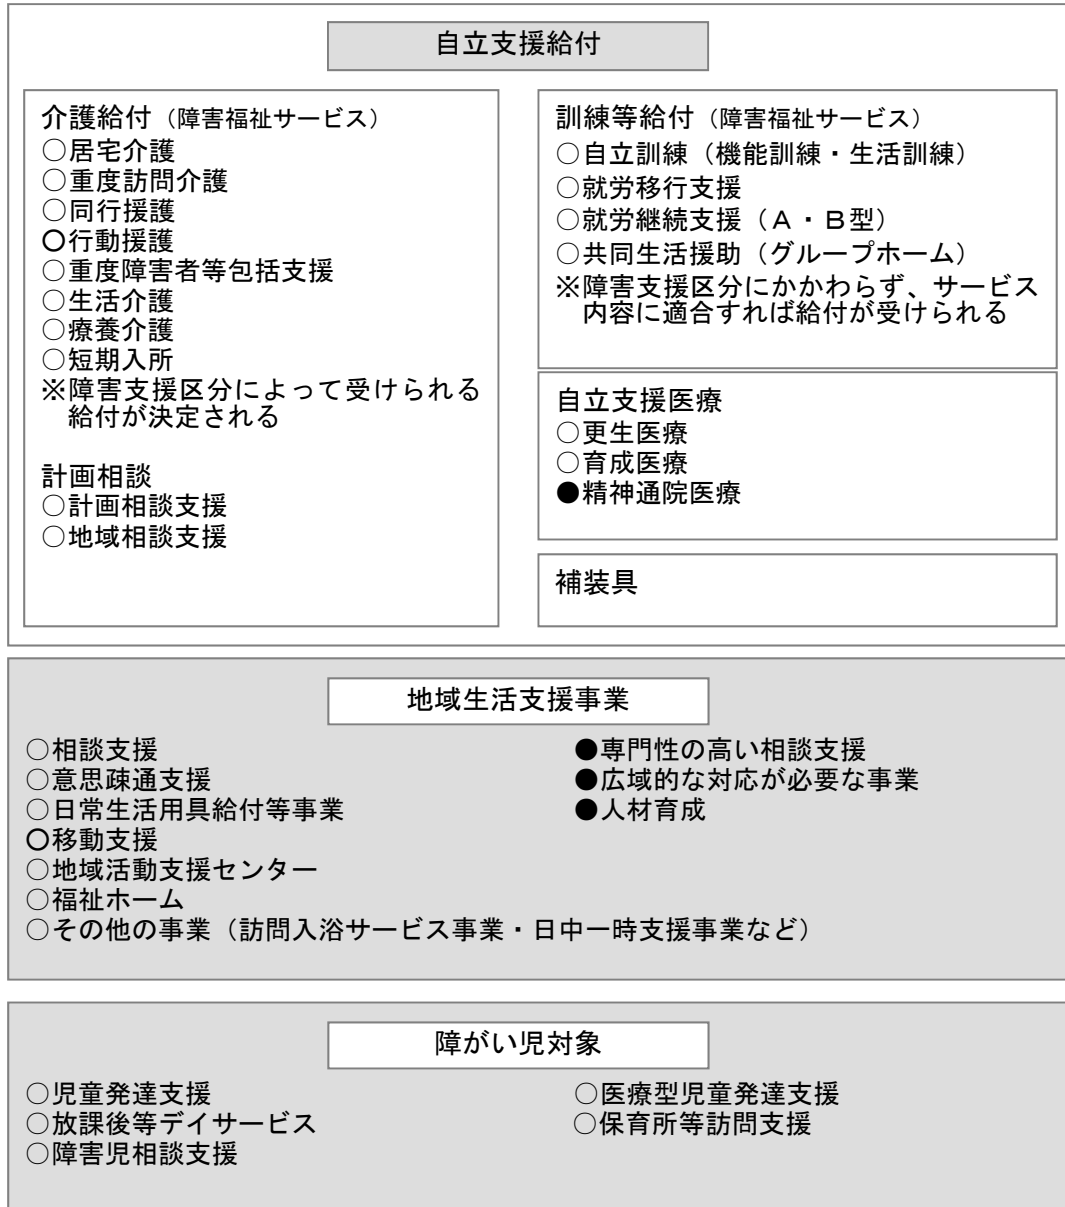 自立支援給付
介護給付（障害福祉サービス）
○居宅介護
○重度訪問介護
○同行援護
○行動援護
○重度障害者等包括支援
○生活介護
○療養介護
○短期入所
※障害支援区分によって受けられる
給付が決定される
計画相談
○計画相談支援
○地域相談支援
訓練等給付（障害福祉サービス）
○自立訓練（機能訓練・生活訓練）
○就労移行支援
○就労継続支援（Ａ・Ｂ型）
○共同生活援助（グループホーム）
※障害支援区分にかかわらず、サービス
内容に適合すれば給付が受けられる
自立支援医療
○更生医療
○育成医療
●精神通院医療
補装具
地域生活支援事業
○相談支援
○意思疎通支援
○日常生活用具給付等事業
○移動支援
○地域活動支援センター
○福祉ホーム
○その他の事業（訪問入浴サービス事業・日中一時支援事業など）
●専門性の高い相談支援
●広域的な対応が必要な事業
●人材育成
障がい児対象
○児童発達支援
○放課後等デイサービス
○障害児相談支援
○医療型児童発達支援
○保育所等訪問支援